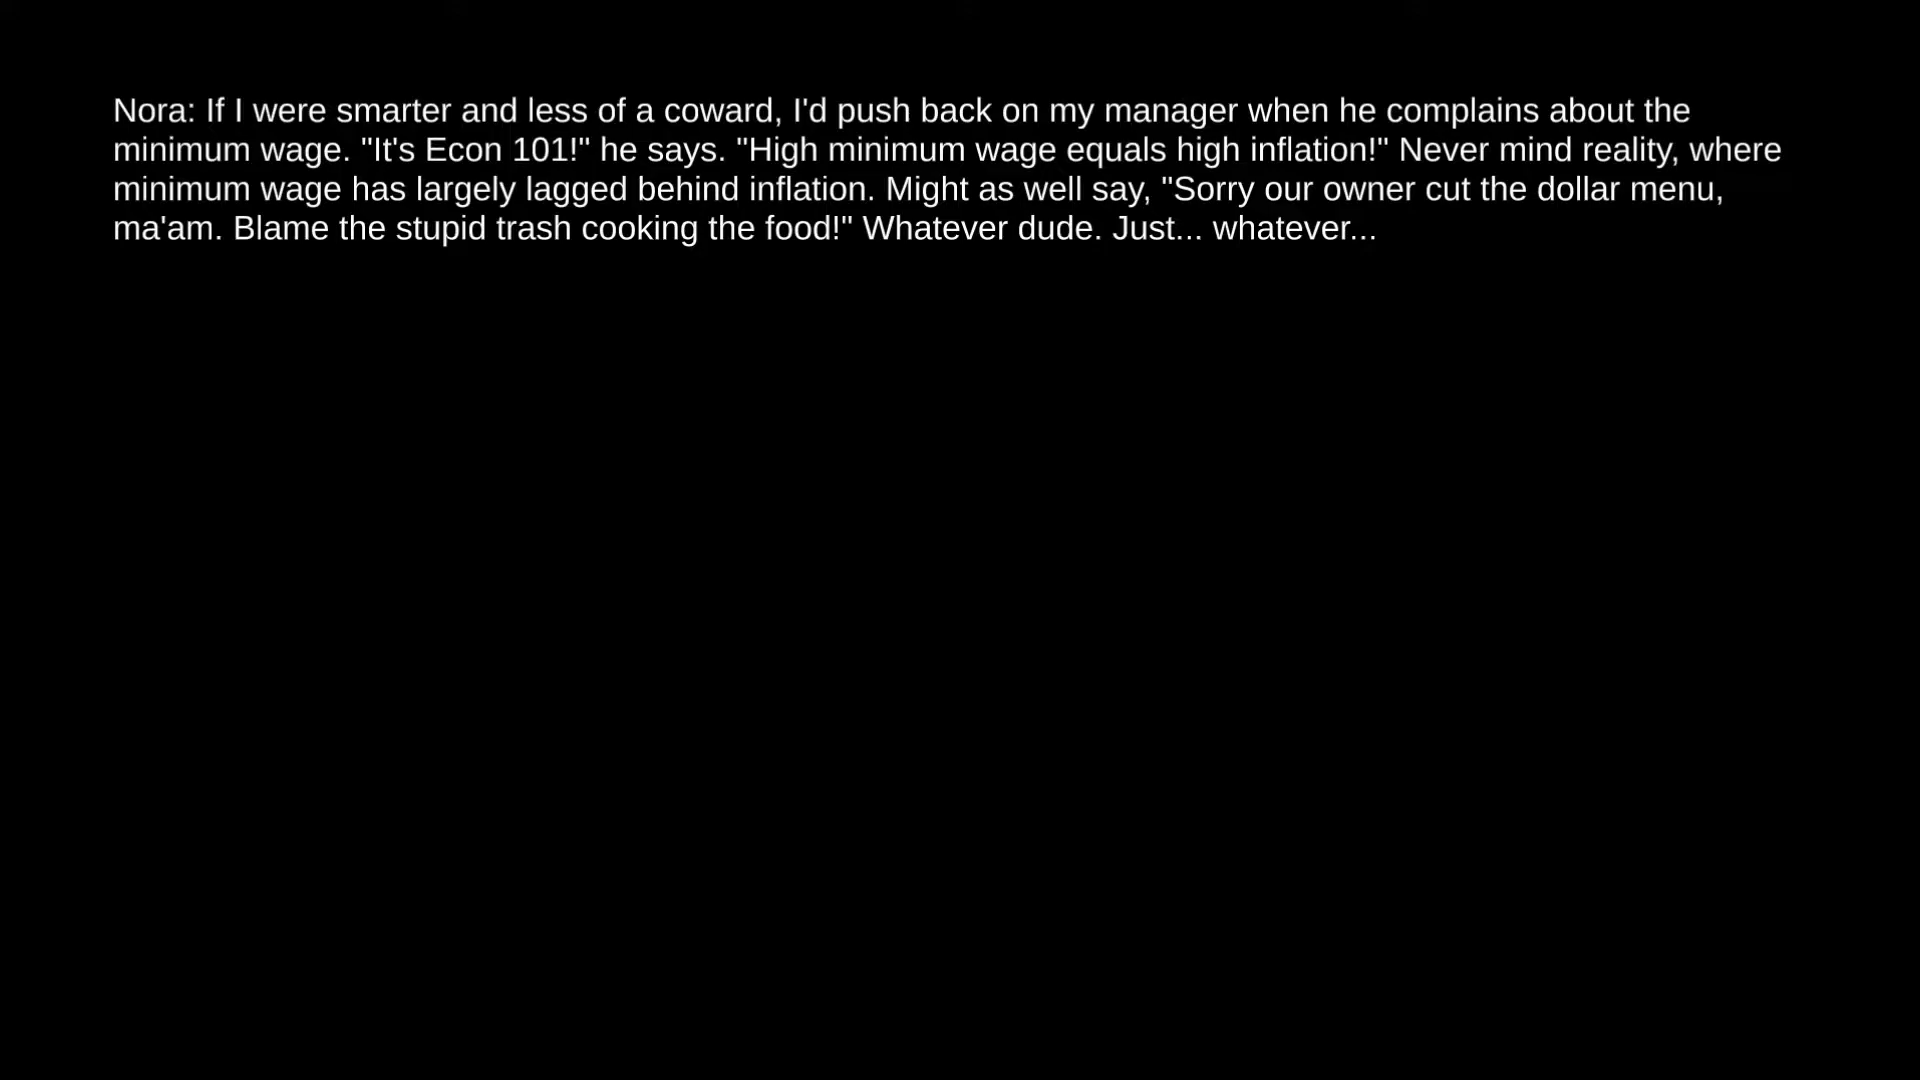 Nora: If I were smarter and less of a coward, I'd push back on my manager when he complains about the
minimum wage. "It's Econ 101!" he says. "High minimum wage equals high inflation!" Never mind reality, where
minimum wage has largely lagged behind inflation. Might as well say, "Sorry our owner cut the dollar menu,
ma'am. Blame the stupid trash cooking the food!" Whatever dude. Just... whatever...